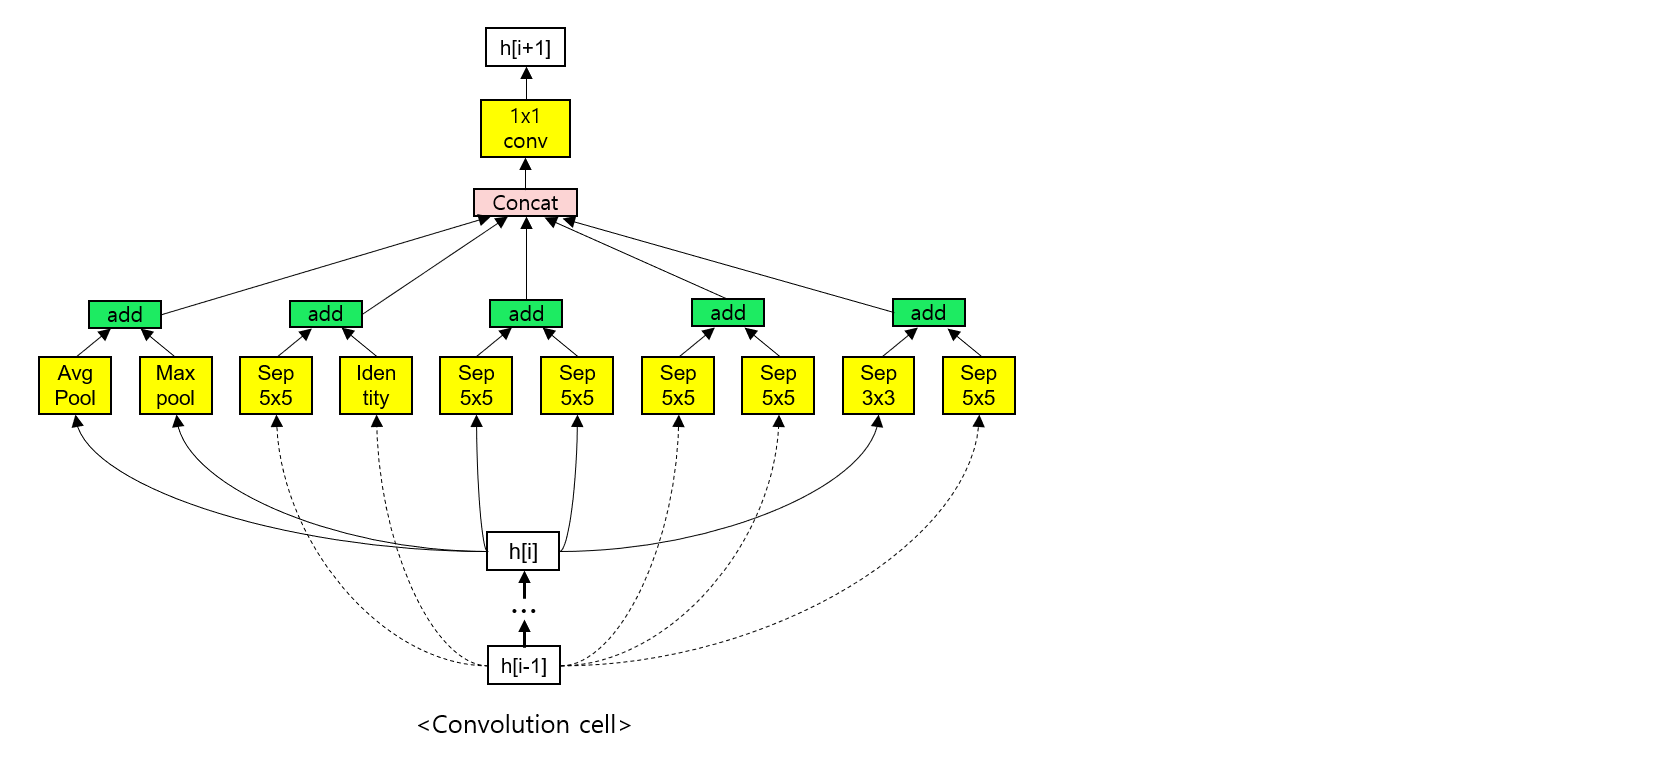 h[i+1]
1x1
conv
Concat
add
add
add
add
add
Avg
Pool
Max
pool
Sep
5x5
Iden
tity
Sep
5x5
Sep
5x5
Sep
5x5
Sep
5x5
Sep
3x3
Sep
5x5
h[i]
...
h[i-1]
<Convolution cell>